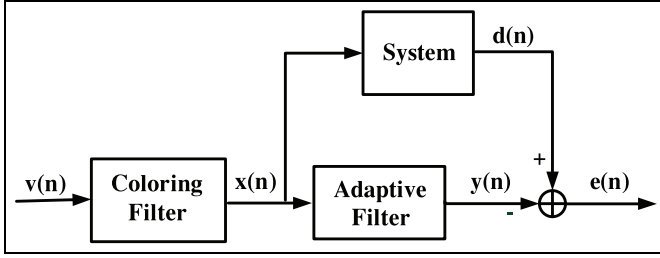 d(n)
System
+
v(n)
Coloring
Filter
x(n)
Adaptive
Filter
y(n)
-
e(n)